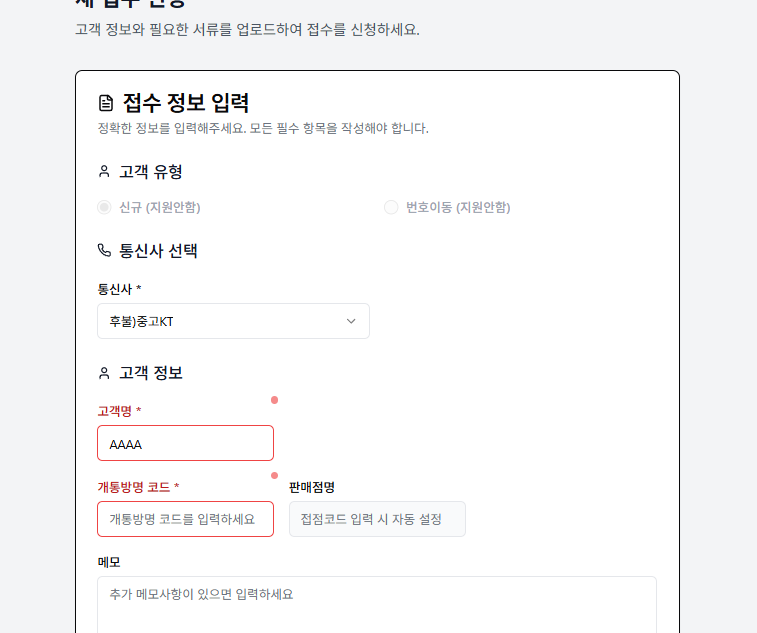 새 접수 신청
고객 정보와 필요한 서류를 업로드하여 접수를 신청하세요.
접수 정보 입력
정확한 정보를 입력해주세요. 모든 필수 항목을 작성해야 합니다.
고객 유형
신규 (지원안함)
번호이동 (지원안함)
통신사 선택
통신사 *
후불)중고KT
고객 정보
고객명 *
AAAA
개통방명 코드 *
판매점명
개통방명 코드를 입력하세요
접점코드 입력 시 자동 설정
메모
추가 메모사항이 있으면 입력하세요